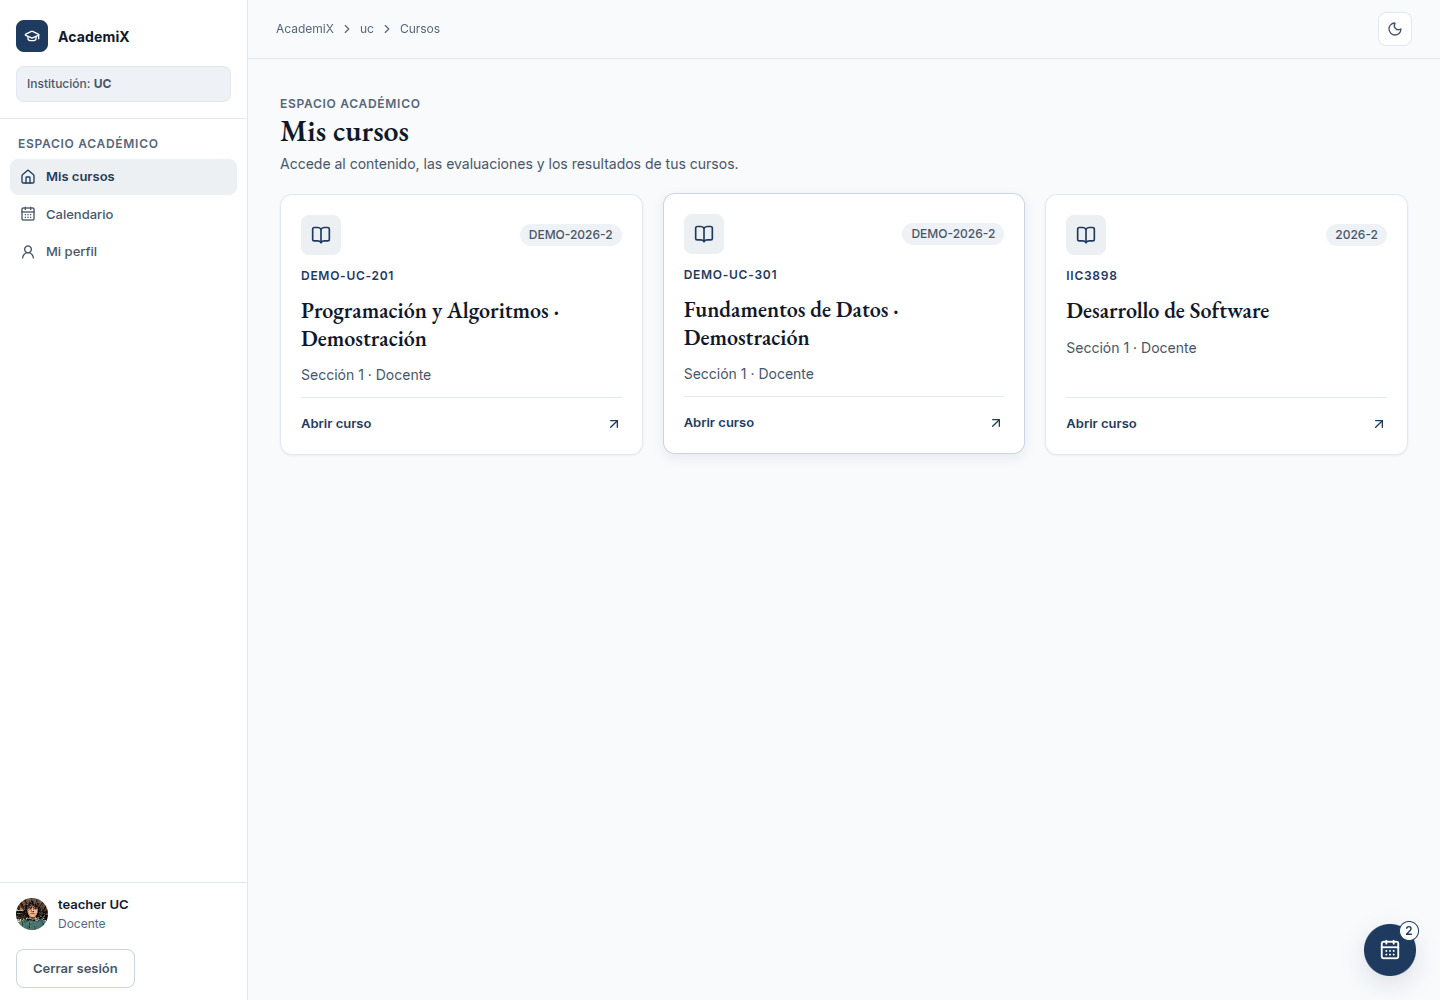 AcademiX
Institución: UC
ESPACIO ACADÉMICO
Mis cursos
Calendario
Mi perfil
teacher UC
Docente
Cerrar sesión
AcademiX > uc > Cursos
ESPACIO ACADÉMICO
Mis cursos
Accede al contenido, las evaluaciones y los resultados de tus cursos.
DEMO-2026-2
DEMO-UC-201
Programación y Algoritmos ·
Demostración
Sección 1 · Docente
Abrir curso
DEMO-2026-2
DEMO-UC-301
Fundamentos de Datos ·
Demostración
Sección 1 · Docente
Abrir curso
2026-2
IIC3898
Desarrollo de Software
Sección 1 · Docente
Abrir curso
2